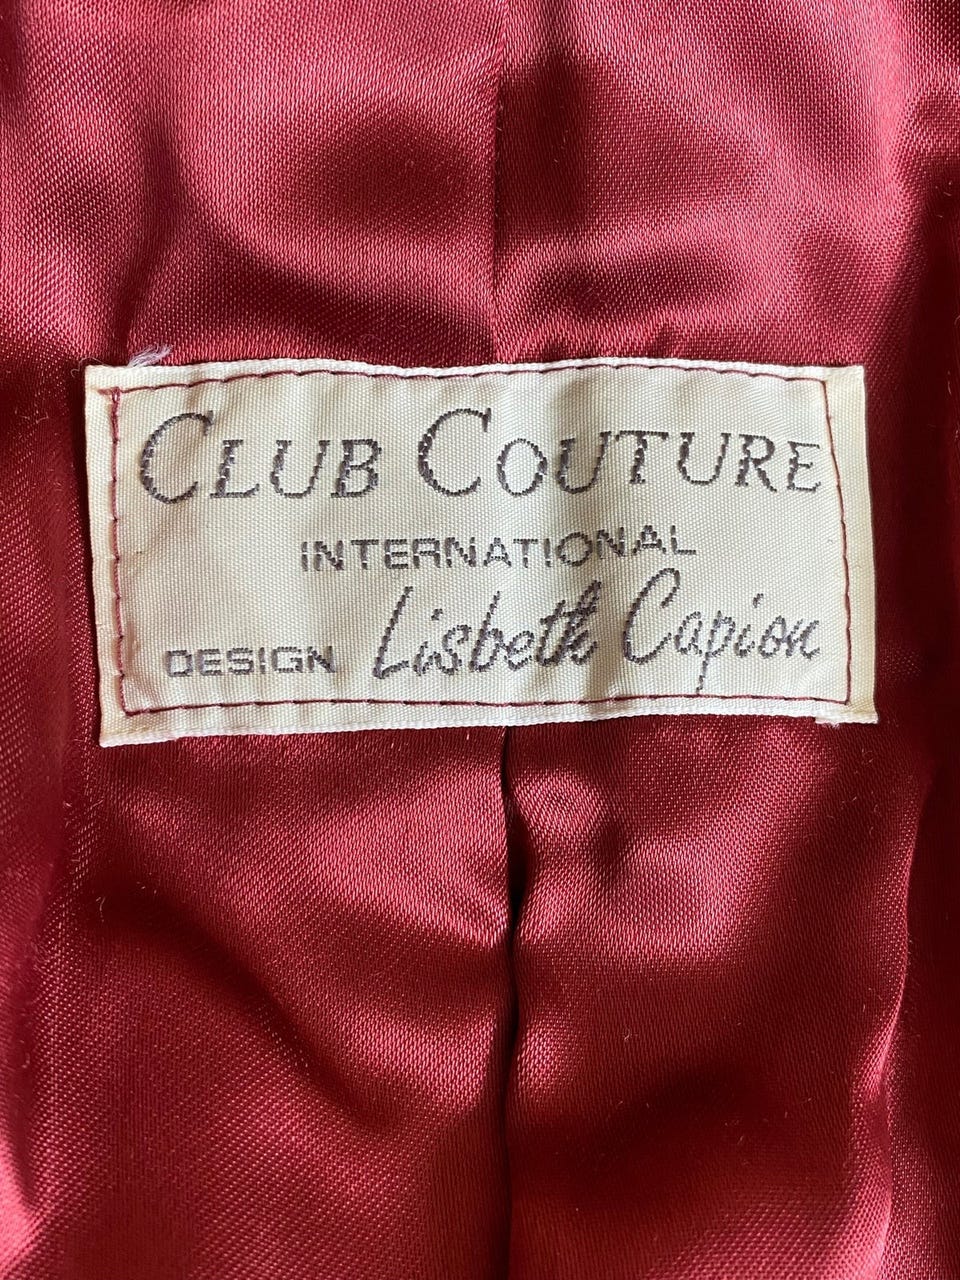 CLUB COUTURE
INTERNATIONAL
DESIGN Lisbeth Capion